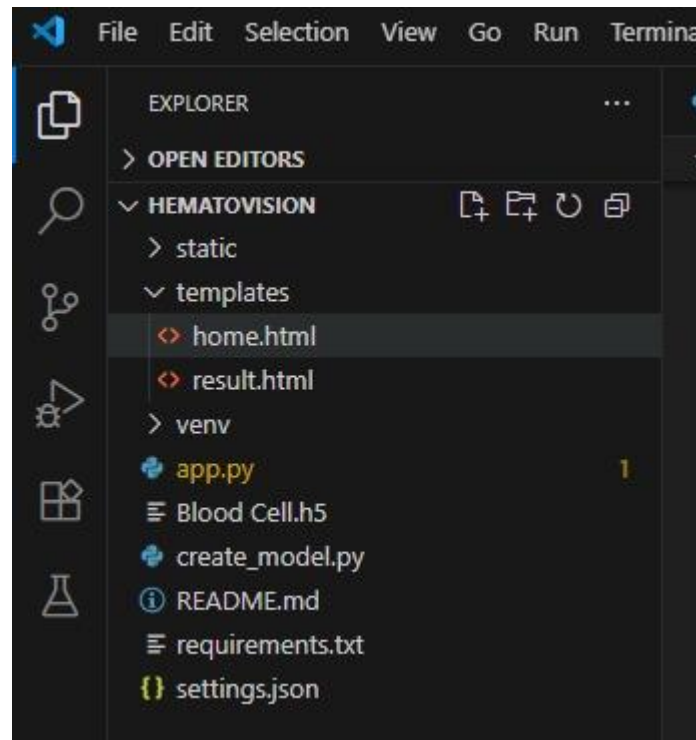 File Edit Selection View Go Run Termina
EXPLORER ...
OPEN EDITORS
HEMATOVISION
static
templates
home.html
result.html
venv
app.py 1
Blood Cell.h5
create_model.py
README.md
requirements.txt
settings.json